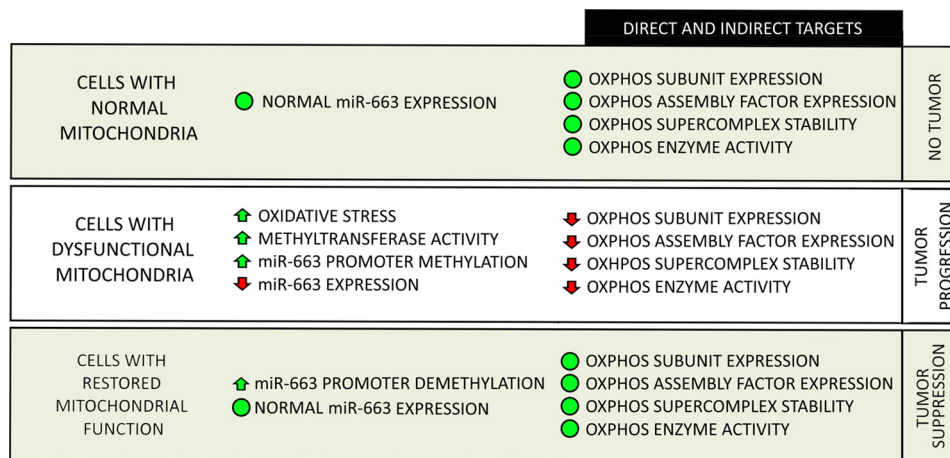 DIRECT AND INDIRECT TARGETS
CELLS WITH
NORMAL
MITOCHONDRIA
NORMAL miR-663 EXPRESSION
OXPHOS SUBUNIT EXPRESSION
OXPHOS ASSEMBLY FACTOR EXPRESSION
OXPHOS SUPERCOMPLEX STABILITY
OXPHOS ENZYME ACTIVITY
NO TUMOR
CELLS WITH
DYSFUNCTIONAL
MITOCHONDRIA
OXIDATIVE STRESS
METHYLTRANSFERASE ACTIVITY
miR-663 PROMOTER METHYLATION
miR-663 EXPRESSION
OXPHOS SUBUNIT EXPRESSION
OXPHOS ASSEMBLY FACTOR EXPRESSION
OXHPOS SUPERCOMPLEX STABILITY
OXPHOS ENZYME ACTIVITY
TUMOR
PROGRESSION
CELLS WITH
RESTORED
MITOCHONDRIAL
FUNCTION
miR-663 PROMOTER DEMETHYLATION
NORMAL miR-663 EXPRESSION
OXPHOS SUBUNIT EXPRESSION
OXPHOS ASSEMBLY FACTOR EXPRESSION
OXPHOS SUPERCOMPLEX STABILITY
OXPHOS ENZYME ACTIVITY
TUMOR
SUPPRESSION